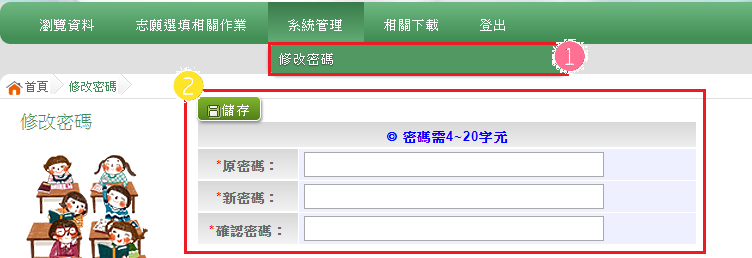 瀏覽資料 志願選填相關作業 系統管理 相關下載 登出
修改密碼 1
首頁 修改密碼
2
修改密碼
儲存
◎ 密碼需4~20字元
*原密碼：
*新密碼：
*確認密碼：